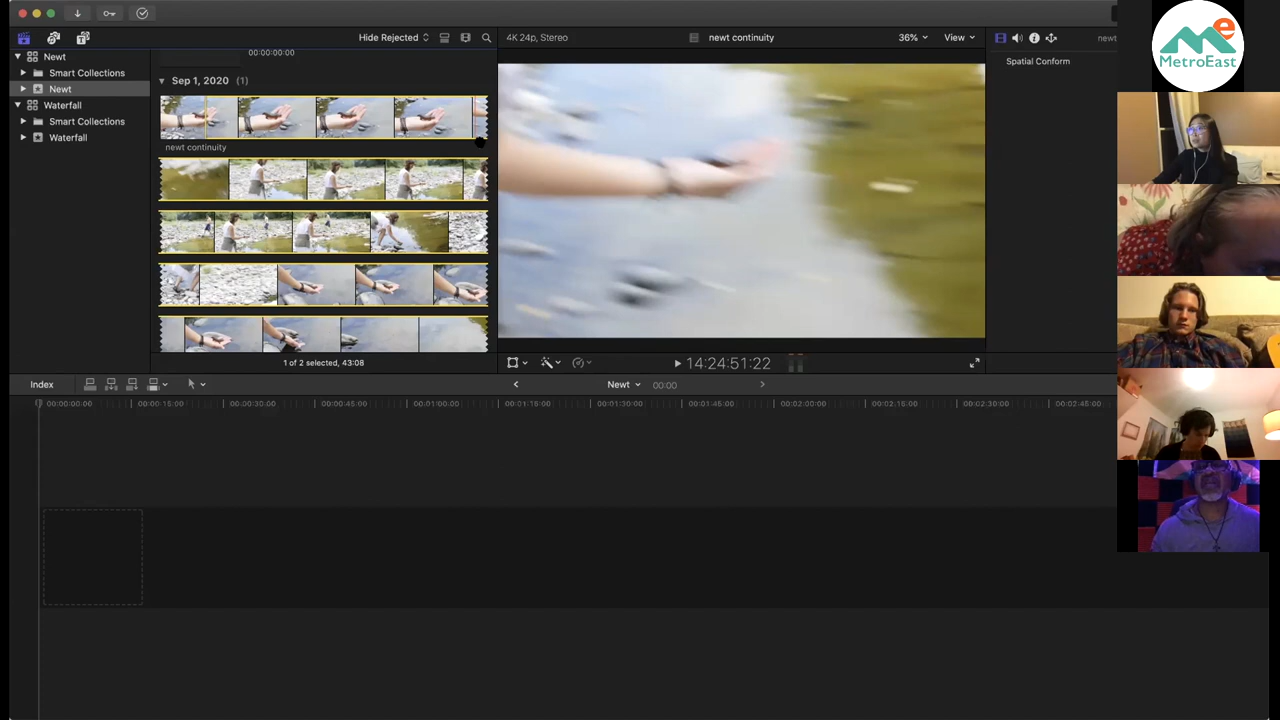 Hide Rejected
4K 24p, Stereo
newt continuity
36%
View
newt
MetroEast
Newt
00:00:00:00
Spatial Conform
Smart Collections
Sep 1, 2020 (1)
Newt
Waterfall
Smart Collections
Waterfall
newt continuity
1 of 2 selected, 43:08
14:24:51:22
Index
Newt
00:00
00:00:00:00
00:00:15:00
00:00:30:00
00:00:45:00
00:01:00:00
00:01:15:00
00:01:30:00
00:01:45:00
00:02:00:00
00:02:15:00
00:02:30:00
00:02:45:00